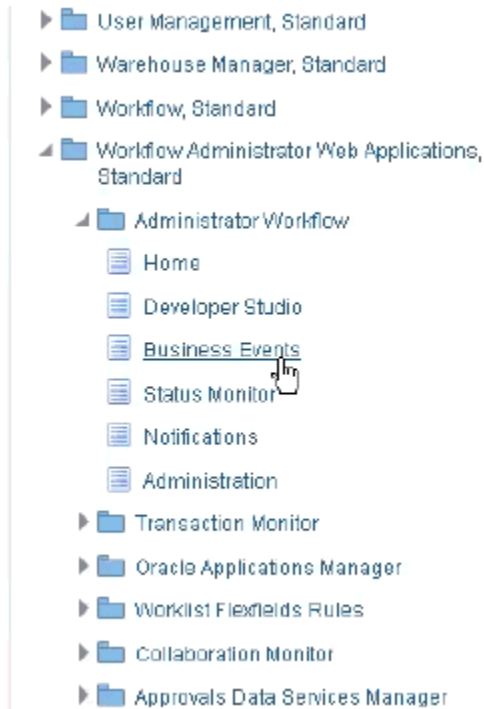 User Management, Standard
Warehouse Manager, Standard
Workflow, Standard
Workflow Administrator Web Applications,
Standard
Administrator Workflow
Home
Developer Studio
Business Events
Status Monitor
Notifications
Administration
Transaction Monitor
Oracle Applications Manager
Worklist Flexfields Rules
Collaboration Monitor
Approvals Data Services Manager